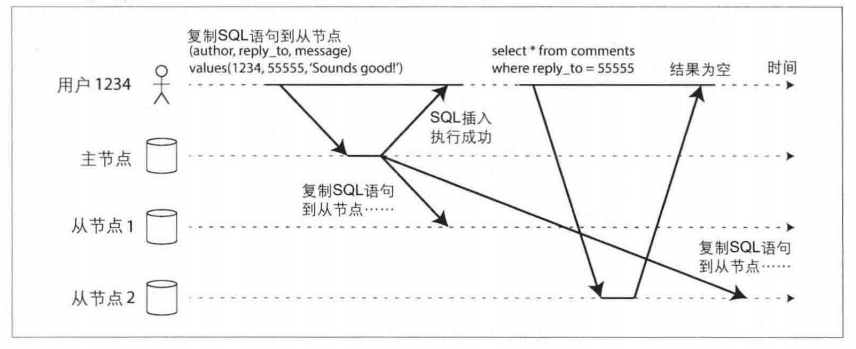 复制SQL语句到从节点
(author, reply_to, message)
values(1234, 55555,'Sounds good!')
select * from comments
where reply_to = 55555
结果为空
时间
用户 1234
SQL插入
执行成功
主节点
复制SQL语句
到从节点……
从节点 1
复制SQL语句
到从节点……
从节点 2